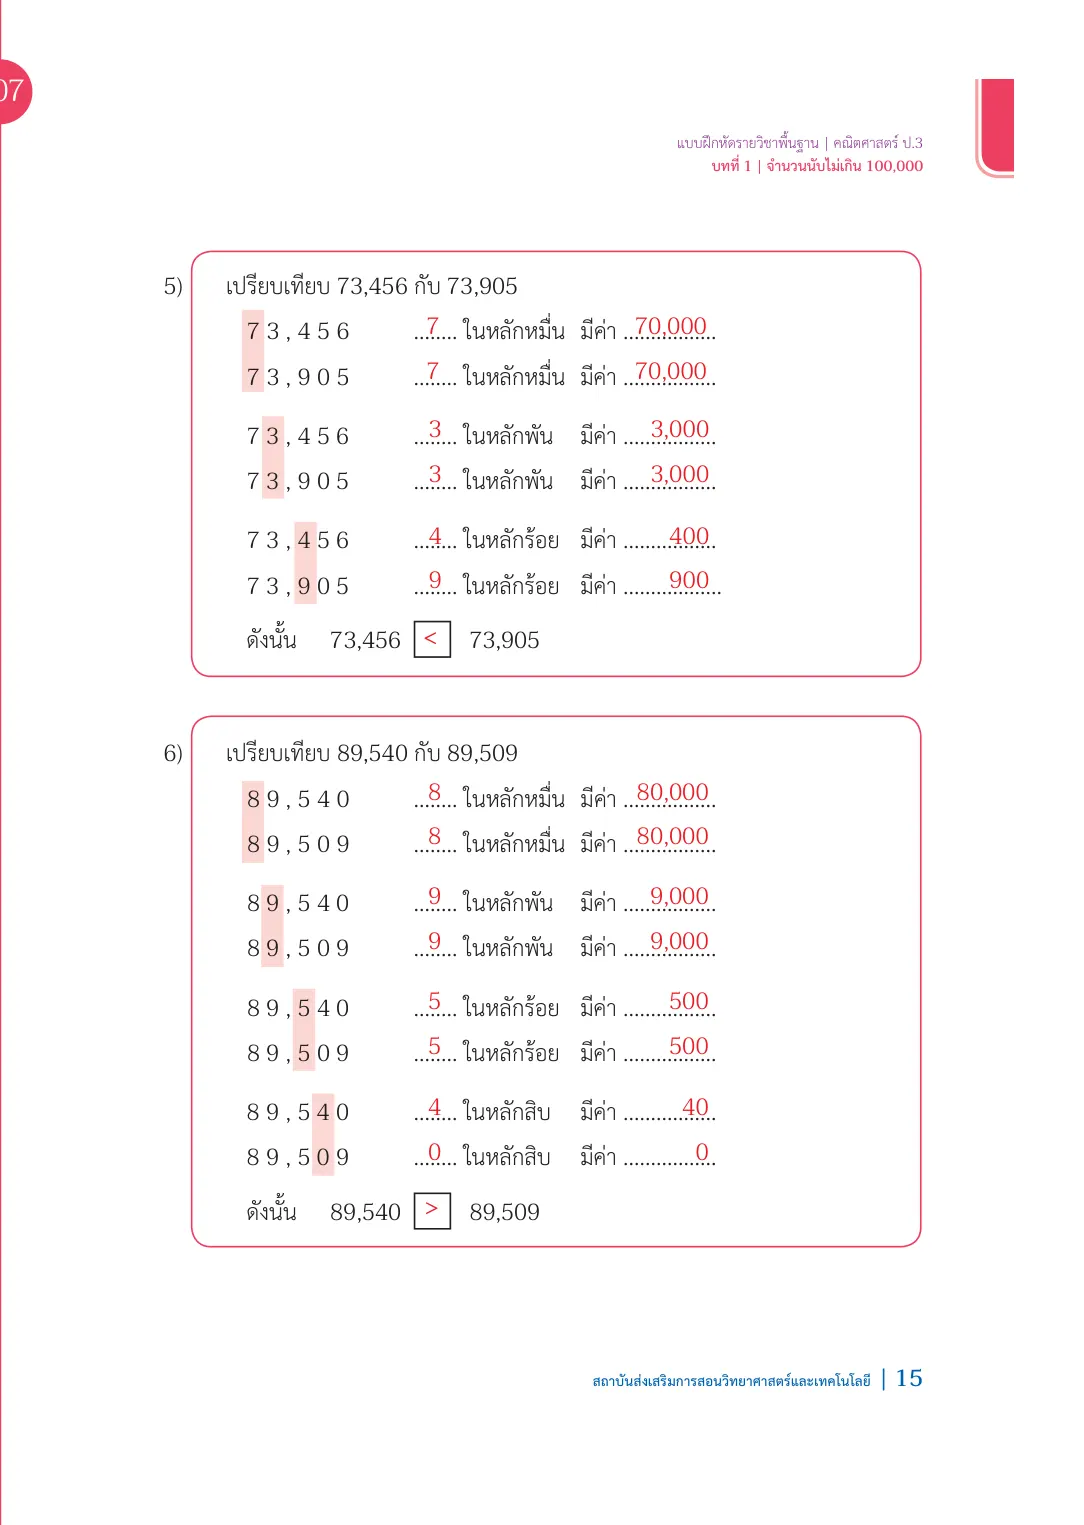 07
แบบฝึกหัดรายวิชาพื้นฐาน | คณิตศาสตร์ ป.3
บทที่ 1 | จำนวนนับไม่เกิน 100,000
5) เปรียบเทียบ 73,456 กับ 73,905
7 3 , 4 5 6 ...7... ในหลักหมื่น มีค่า ...70,000...
7 3 , 9 0 5 ...7... ในหลักหมื่น มีค่า ...70,000...
7 3 , 4 5 6 ...3... ในหลักพัน มีค่า ...3,000...
7 3 , 9 0 5 ...3... ในหลักพัน มีค่า ...3,000...
7 3 , 4 5 6 ...4... ในหลักร้อย มีค่า ...400...
7 3 , 9 0 5 ...9... ในหลักร้อย มีค่า ...900...
ดังนั้น 73,456 < 73,905
6) เปรียบเทียบ 89,540 กับ 89,509
8 9 , 5 4 0 ...8... ในหลักหมื่น มีค่า ...80,000...
8 9 , 5 0 9 ...8... ในหลักหมื่น มีค่า ...80,000...
8 9 , 5 4 0 ...9... ในหลักพัน มีค่า ...9,000...
8 9 , 5 0 9 ...9... ในหลักพัน มีค่า ...9,000...
8 9 , 5 4 0 ...5... ในหลักร้อย มีค่า ...500...
8 9 , 5 0 9 ...5... ในหลักร้อย มีค่า ...500...
8 9 , 5 4 0 ...4... ในหลักสิบ มีค่า ...40...
8 9 , 5 0 9 ...0... ในหลักสิบ มีค่า ...0...
ดังนั้น 89,540 > 89,509
สถาบันส่งเสริมการสอนวิทยาศาสตร์และเทคโนโลยี | 15